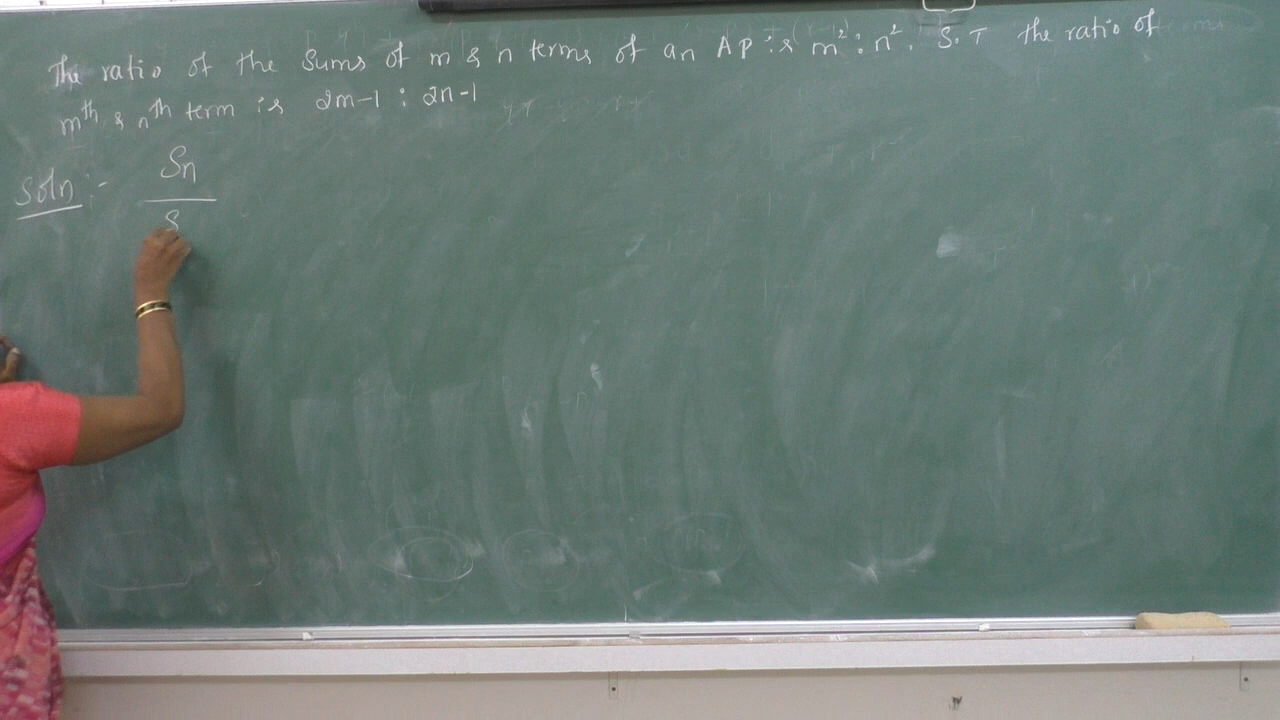 The ratio of the Sums of m & n terms of an AP is m² : n². S.T the ratio of
mth & nth term is 2m-1 : 2n-1
Soln :- Sn
S